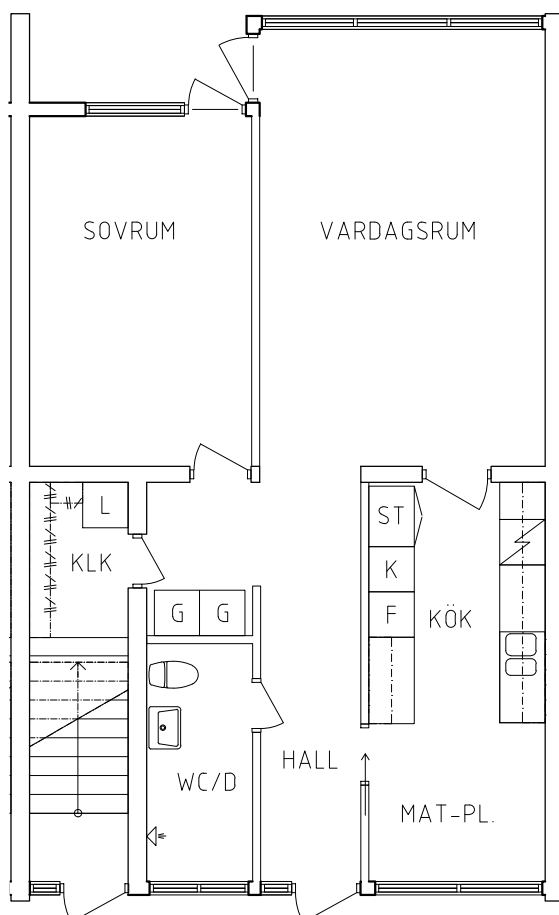 SOVRUM
VARDAGSRUM
L
ST
KLK
K
G G
F
KÖK
HALL
WC/D
MAT-PL.